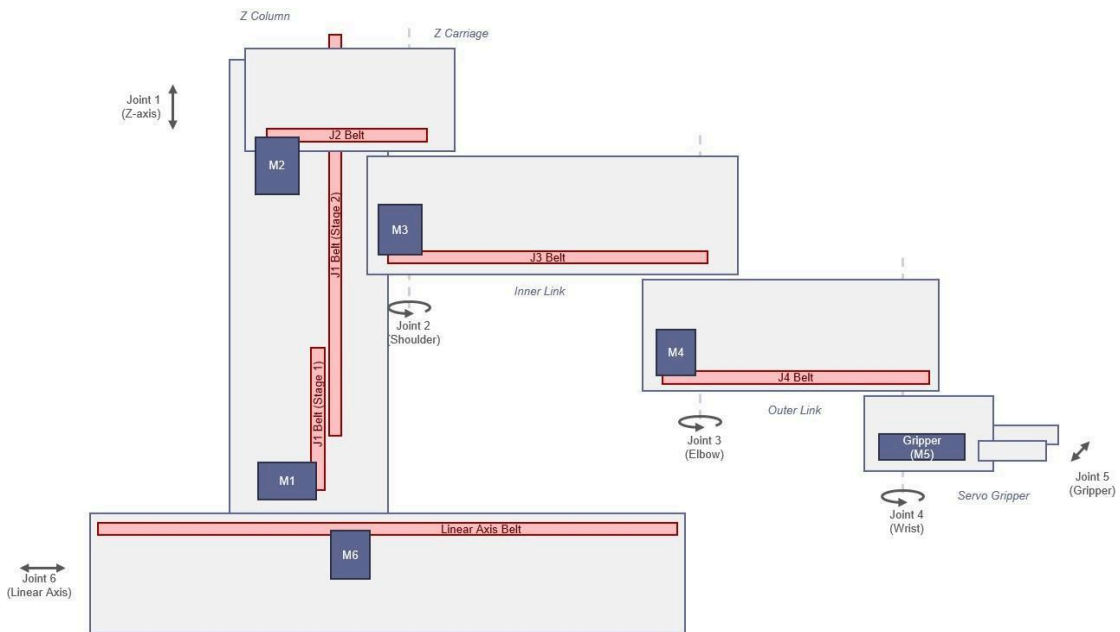 Z Column
Z Carriage
Joint 1
(Z-axis)
J2 Belt
M2
J1 Belt (Stage 2)
M3
J3 Belt
Inner Link
Joint 2
(Shoulder)
J1 Belt (Stage 1)
M4
J4 Belt
Outer Link
Joint 3
(Elbow)
Gripper
(M5)
Joint 5
(Gripper)
Servo Gripper
Joint 4
(Wrist)
M1
Linear Axis Belt
M6
Joint 6
(Linear Axis)